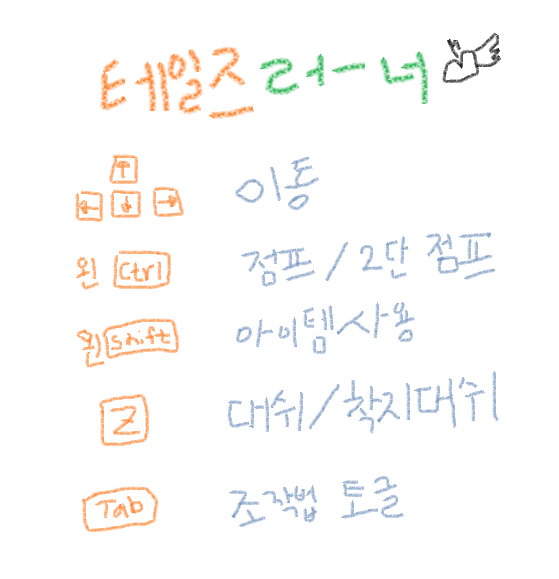 테일즈 러너
↑
← ↓ → 이동
왼 Ctrl 점프 / 2단 점프
왼 Shift 아이템사용
Z 대쉬/착지대쉬
Tab 조작법 토글